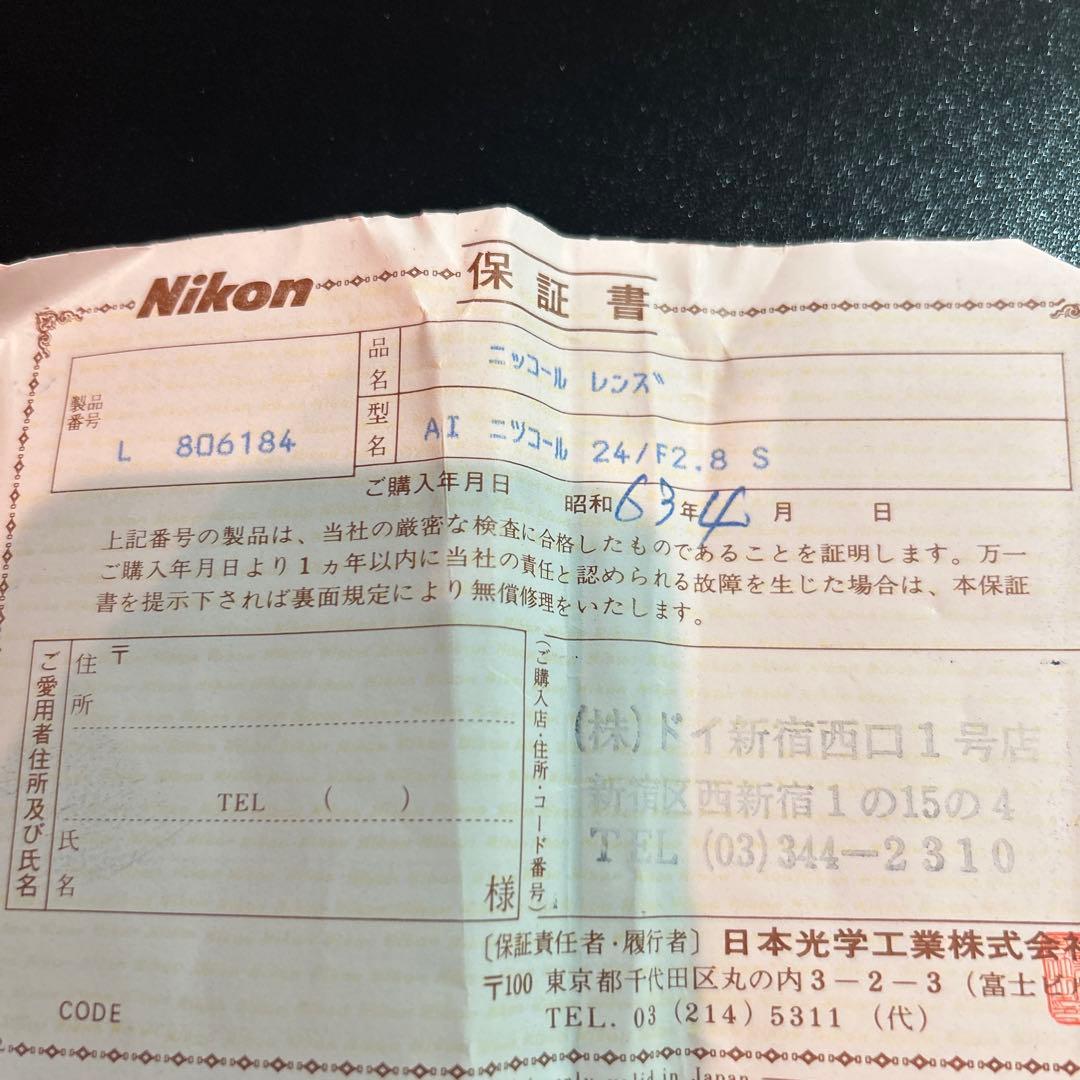 Nikon 保証書
製品番号
L 806184
品名 ニッコール レンズ
型名 AI ニツコール 24/F2.8 S
ご購入年月日 昭和63年4月 日
上記番号の製品は、当社の厳密な検査に合格したものであることを証明します。万一
ご購入年月日より1ヵ年以内に当社の責任と認められる故障を生じた場合は、本保証
書を提示下されば裏面規定により無償修理をいたします。
ご愛用者住所及び氏名
住所 〒
TEL ( )
氏名 様
(ご購入店・住所・コード番号)
(株)ドイ新宿西口1号店
新宿区西新宿1の15の4
TEL (03)344-2310
〔保証責任者・履行者〕日本光学工業株式会社
〒100 東京都千代田区丸の内3-2-3 (富士ビル
TEL. 03 (214) 5311 (代)
CODE
only valid in Japan